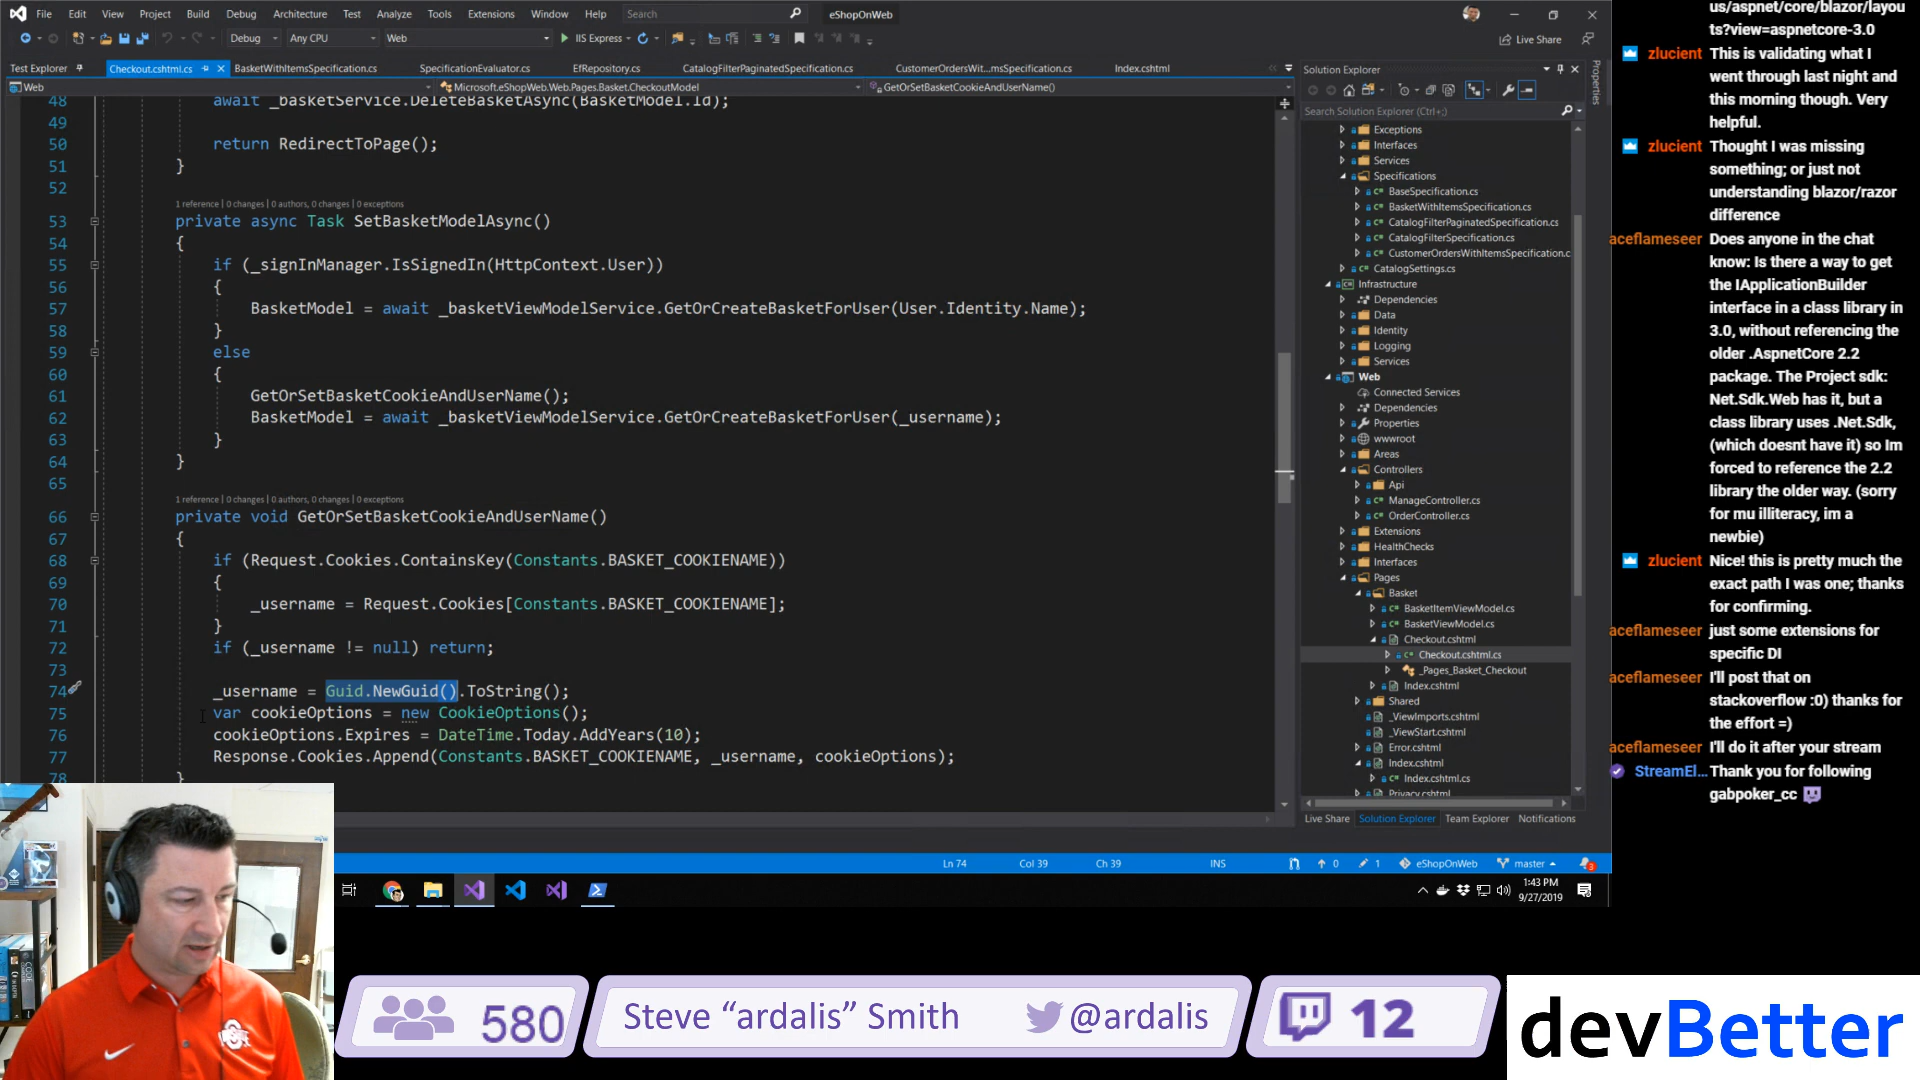 File Edit View Project Build Debug Architecture Test Analyze Tools Extensions Window Help Search eShopOnWeb
Debug Any CPU Web IIS Express Live Share
Test Explorer Checkout.cshtml.cs BasketWithItemsSpecification.cs SpecificationEvaluator.cs EfRepository.cs CatalogFilterPaginatedSpecification.cs CustomerOrdersWit...msSpecification.cs Index.cshtml
Web Microsoft.eShopWeb.Web.Pages.Basket.CheckoutModel GetOrSetBasketCookieAndUserName()
48 await _basketService.DeleteBasketAsync(BasketModel.Id);
49
50 return RedirectToPage();
51 }
52
1 reference | 0 changes | 0 authors, 0 changes | 0 exceptions
53 private async Task SetBasketModelAsync()
54 {
55 if (_signInManager.IsSignedIn(HttpContext.User))
56 {
57 BasketModel = await _basketViewModelService.GetOrCreateBasketForUser(User.Identity.Name);
58 }
59 else
60 {
61 GetOrSetBasketCookieAndUserName();
62 BasketModel = await _basketViewModelService.GetOrCreateBasketForUser(_username);
63 }
64 }
65
1 reference | 0 changes | 0 authors, 0 changes | 0 exceptions
66 private void GetOrSetBasketCookieAndUserName()
67 {
68 if (Request.Cookies.ContainsKey(Constants.BASKET_COOKIENAME))
69 {
70 _username = Request.Cookies[Constants.BASKET_COOKIENAME];
71 }
72 if (_username != null) return;
73
74 _username = Guid.NewGuid().ToString();
75 var cookieOptions = new CookieOptions();
76 cookieOptions.Expires = DateTime.Today.AddYears(10);
77 Response.Cookies.Append(Constants.BASKET_COOKIENAME, _username, cookieOptions);
78 }
Ln 74 Col 39 Ch 39 INS 0 1 eShopOnWeb master 3
1:43 PM
9/27/2019
Solution Explorer
Properties
Search Solution Explorer (Ctrl+;)
Exceptions
Interfaces
Services
Specifications
BaseSpecification.cs
BasketWithItemsSpecification.cs
CatalogFilterPaginatedSpecification.cs
CatalogFilterSpecification.cs
CustomerOrdersWithItemsSpecification.c
CatalogSettings.cs
Infrastructure
Dependencies
Data
Identity
Logging
Services
Web
Connected Services
Dependencies
Properties
wwwroot
Areas
Controllers
Api
ManageController.cs
OrderController.cs
Extensions
HealthChecks
Interfaces
Pages
Basket
BasketItemViewModel.cs
BasketViewModel.cs
Checkout.cshtml
Checkout.cshtml.cs
_Pages_Basket_Checkout
Index.cshtml
Shared
_ViewImports.cshtml
_ViewStart.cshtml
Error.cshtml
Index.cshtml
Index.cshtml.cs
Privacy.cshtml
Live Share Solution Explorer Team Explorer Notifications
us/aspnet/core/blazor/layou
ts?view=aspnetcore-3.0
zlucient This is validating what I
went through last night and
this morning though. Very
helpful.
zlucient Thought I was missing
something; or just not
understanding blazor/razor
difference
aceflameseer Does anyone in the chat
know: Is there a way to get
the IApplicationBuilder
interface in a class library in
3.0, without referencing the
older .AspnetCore 2.2
package. The Project sdk:
Net.Sdk.Web has it, but a
class library uses .Net.Sdk,
(which doesnt have it) so Im
forced to reference the 2.2
library the older way. (sorry
for mu illiteracy, im a
newbie)
zlucient Nice! this is pretty much the
exact path I was one; thanks
for confirming.
aceflameseer just some extensions for
specific DI
aceflameseer I'll post that on
stackoverflow :0) thanks for
the effort =)
aceflameseer I'll do it after your stream
StreamEl... Thank you for following
gabpoker_cc
580
Steve “ardalis” Smith @ardalis
12
devBetter